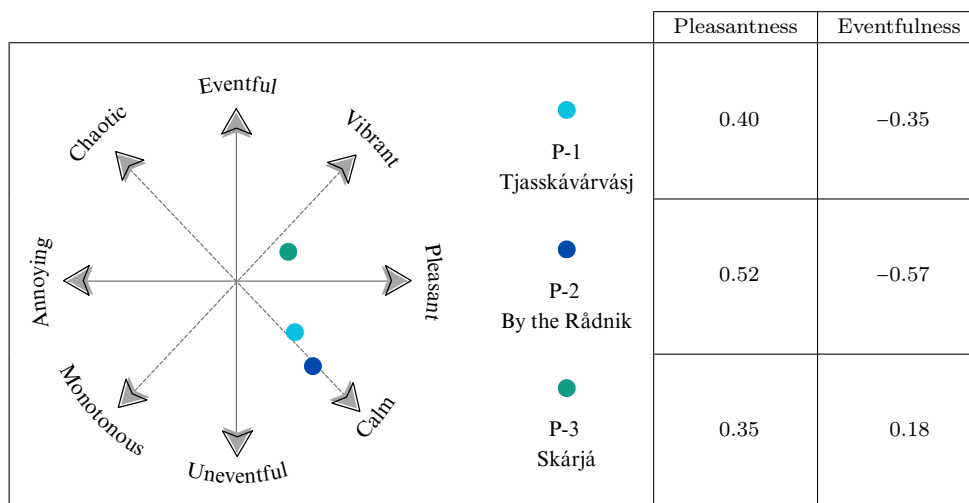 Pleasantness Eventfulness
Eventful
Chaotic
Vibrant
Annoying
Pleasant
Monotonous
Calm
Uneventful
P-1
Tjasskávárvásj
0.40 −0.35
P-2
By the Rådnik
0.52 −0.57
P-3
Skárjá
0.35 0.18